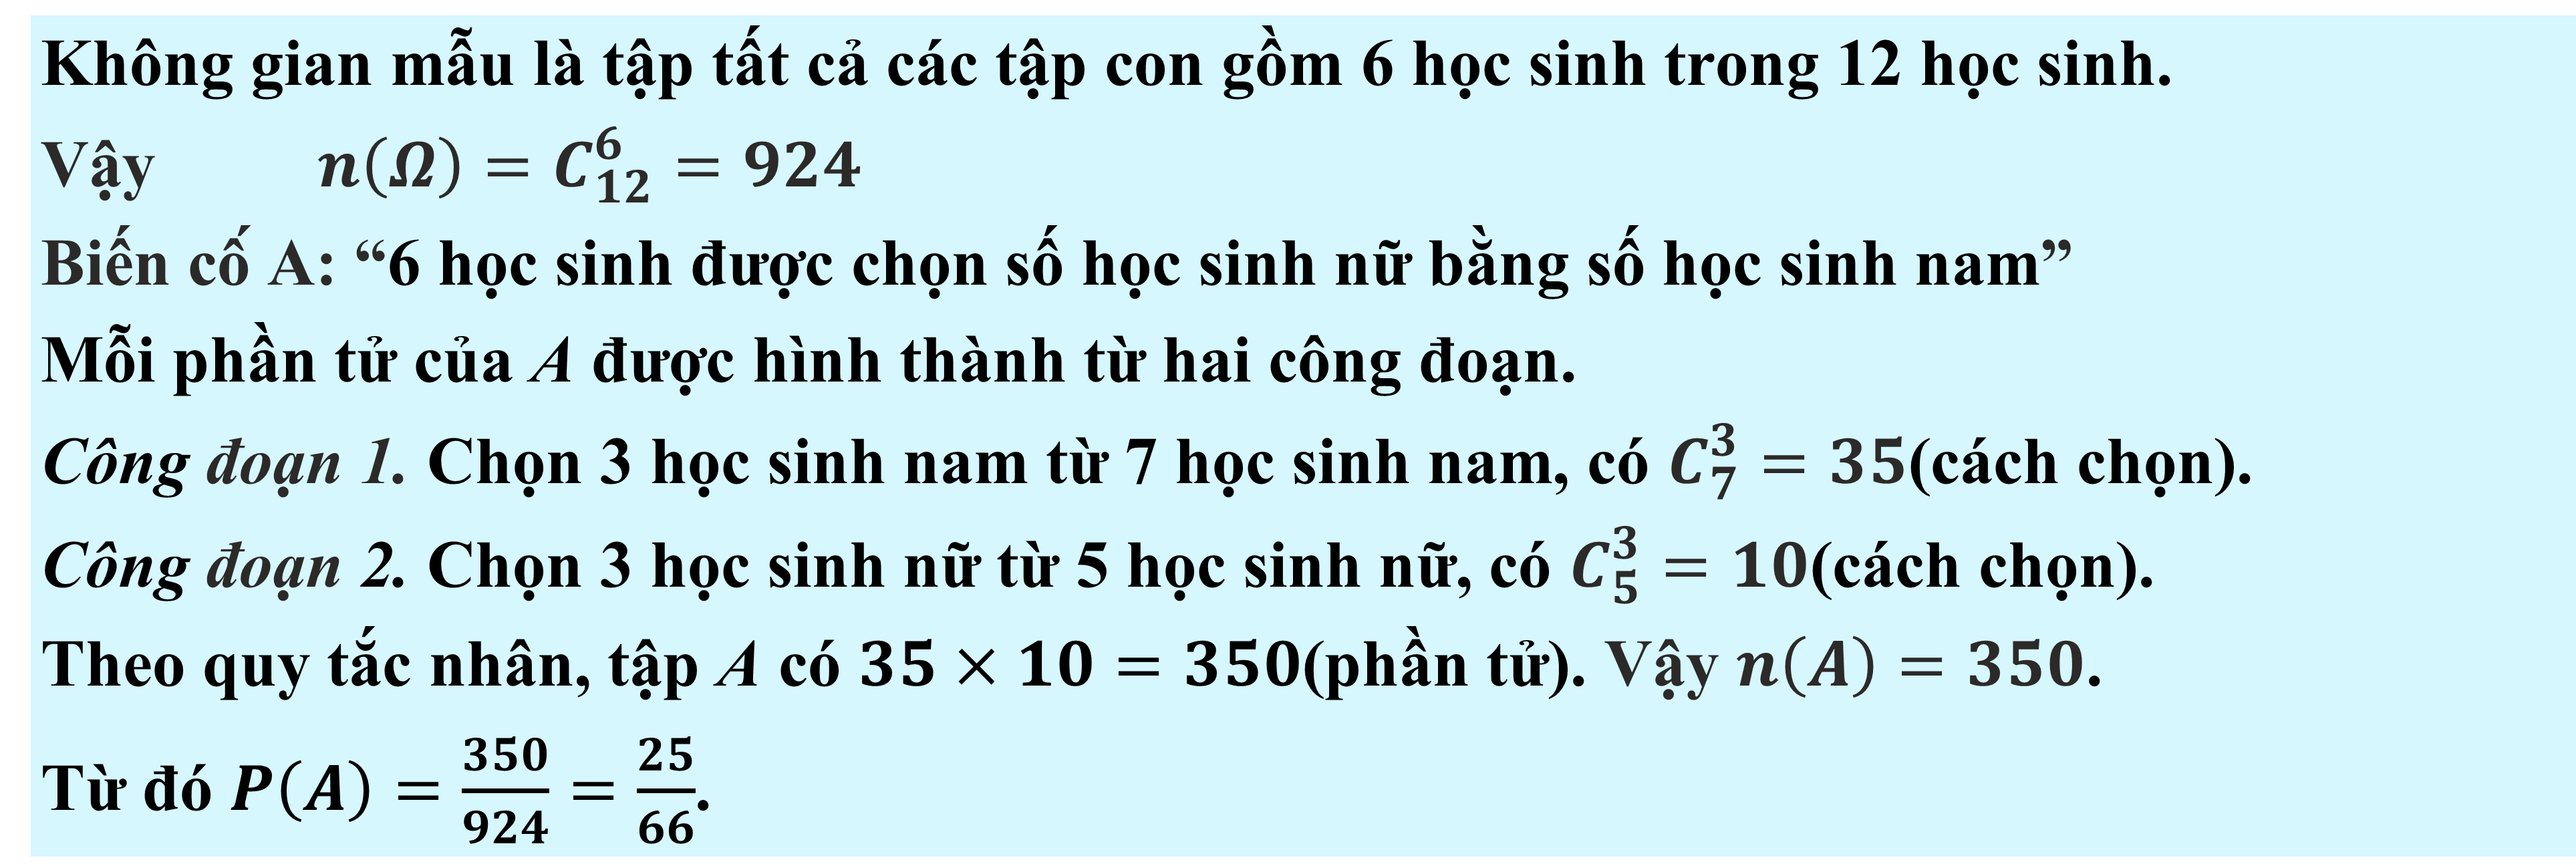 Không gian mẫu là tập tất cả các tập con gồm 6 học sinh trong 12 học sinh.
Vậy n(Ω) = C₁₂⁶ = 924
Biến cố A: “6 học sinh được chọn số học sinh nữ bằng số học sinh nam”
Mỗi phần tử của A được hình thành từ hai công đoạn.
Công đoạn 1. Chọn 3 học sinh nam từ 7 học sinh nam, có C₇³ = 35(cách chọn).
Công đoạn 2. Chọn 3 học sinh nữ từ 5 học sinh nữ, có C₅³ = 10(cách chọn).
Theo quy tắc nhân, tập A có 35 × 10 = 350(phần tử). Vậy n(A) = 350.
Từ đó P(A) = 350/924 = 25/66.